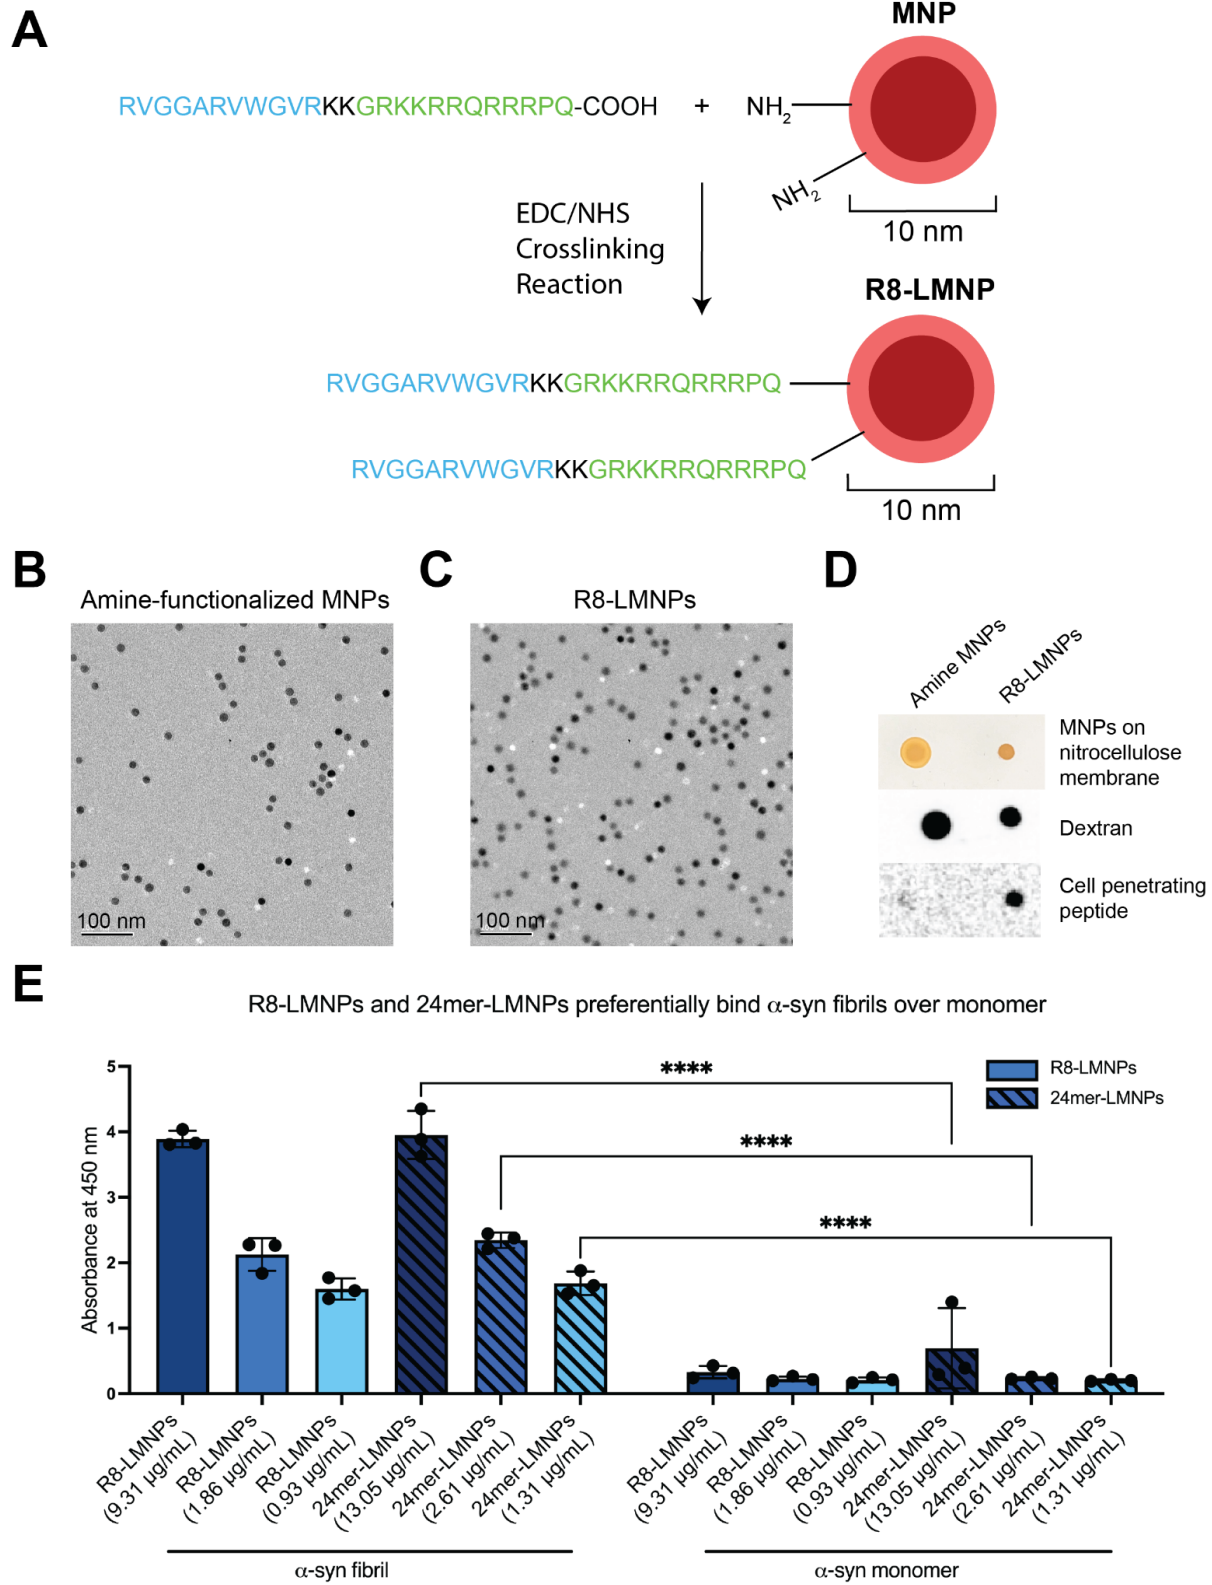 A
MNP
RVGGARVWGVRKKGRKKRRQRRRPQ-COOH + NH2
NH2
10 nm
EDC/NHS
Crosslinking
Reaction
R8-LMNP
RVGGARVWGVRKKGRKKRRQRRRPQ
RVGGARVWGVRKKGRKKRRQRRRPQ
10 nm
B
Amine-functionalized MNPs
100 nm
C
R8-LMNPs
100 nm
D
Amine MNPs
R8-LMNPs
MNPs on
nitrocellulose
membrane
Dextran
Cell penetrating
peptide
E
R8-LMNPs and 24mer-LMNPs preferentially bind α-syn fibrils over monomer
R8-LMNPs
24mer-LMNPs
****
****
****
Absorbance at 450 nm
5
4
3
2
1
0
R8-LMNPs
(9.31 µg/mL)
R8-LMNPs
(1.86 µg/mL)
R8-LMNPs
(0.93 µg/mL)
24mer-LMNPs
(13.05 µg/mL)
24mer-LMNPs
(2.61 µg/mL)
24mer-LMNPs
(1.31 µg/mL)
R8-LMNPs
(9.31 µg/mL)
R8-LMNPs
(1.86 µg/mL)
R8-LMNPs
(0.93 µg/mL)
24mer-LMNPs
(13.05 µg/mL)
24mer-LMNPs
(2.61 µg/mL)
24mer-LMNPs
(1.31 µg/mL)
α-syn fibril
α-syn monomer